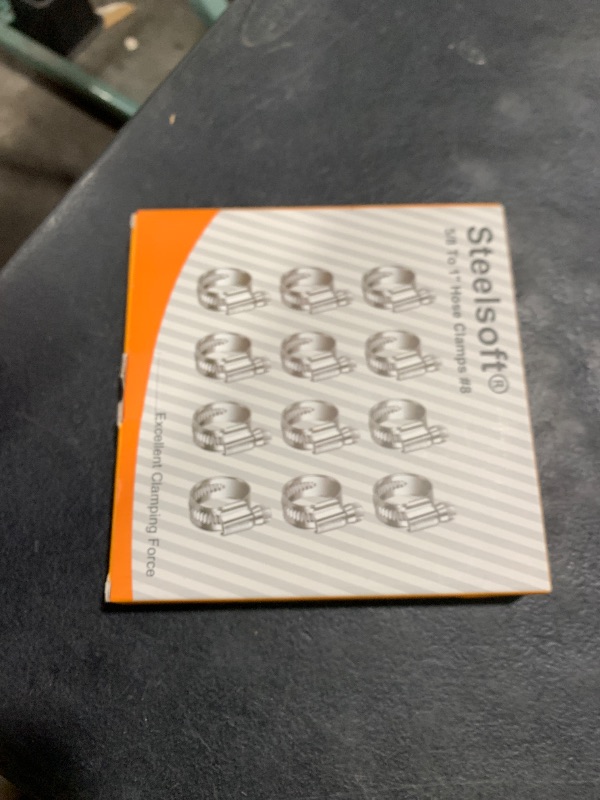 Steelsoft®
5/8 To 1" Hose Clamps #8
Excellent Clamping Force